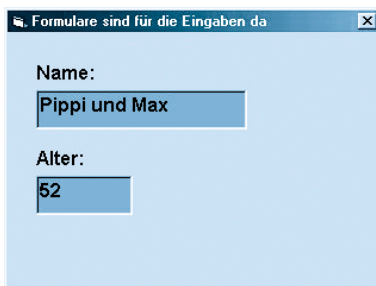 Formulare sind für die Eingaben da
Name:
Pippi und Max
Alter:
52